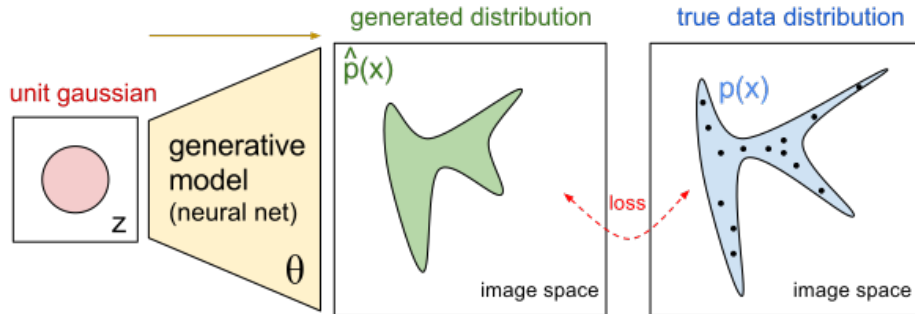 generated distribution
true data distribution
unit gaussian
z
generative
model
(neural net)
θ
p̂(x)
image space
loss
p(x)
image space